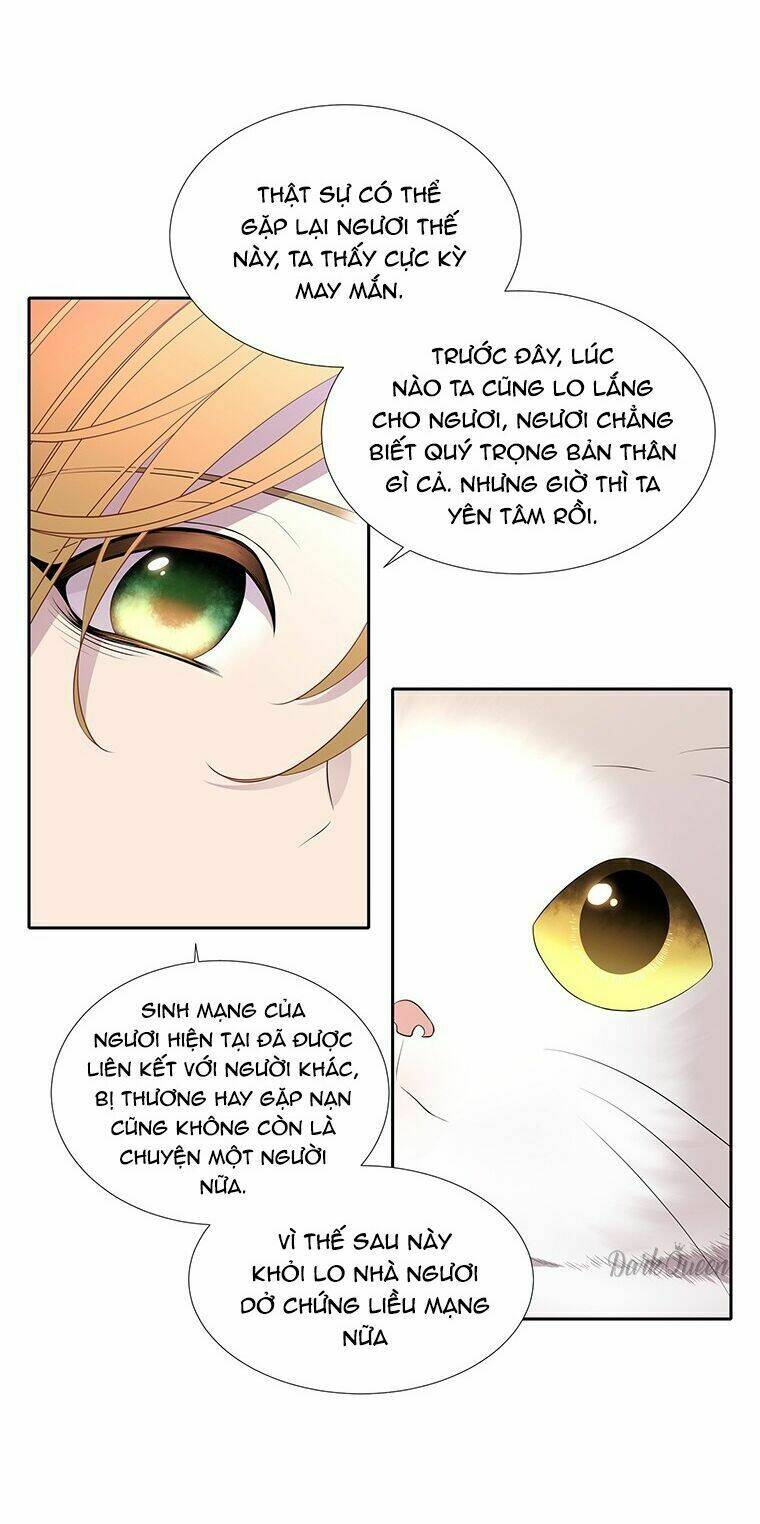 THẬT SỰ CÓ THỂ
GẶP LẠI NGƯƠI THẾ
NÀY, TA THẤY CỰC KỲ
MAY MẮN.
TRƯỚC ĐÂY, LÚC
NÀO TA CŨNG LO LẮNG
CHO NGƯƠI, NGƯƠI CHẲNG
BIẾT QUÝ TRỌNG BẢN THÂN
GÌ CẢ. NHƯNG GIỜ THÌ TA
YÊN TÂM RỒI.
SINH MẠNG CỦA
NGƯƠI HIỆN TẠI ĐÃ ĐƯỢC
LIÊN KẾT VỚI NGƯỜI KHÁC,
BỊ THƯƠNG HAY GẶP NẠN
CŨNG KHÔNG CÒN LÀ
CHUYỆN MỘT NGƯỜI
NỮA.
VÌ THẾ SAU NÀY
KHỎI LO NHÀ NGƯƠI
DỞ CHỨNG LIỀU MẠNG
NỮA
DarkQueen